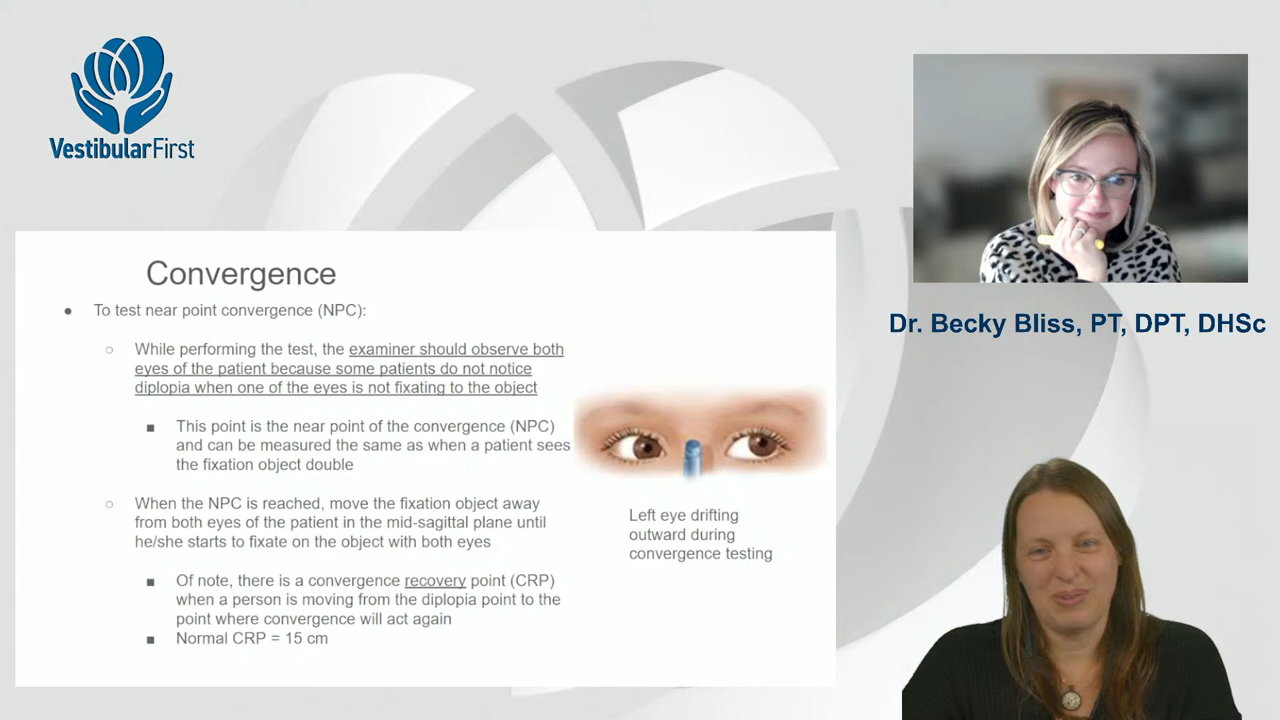 VestibularFirst
Dr. Becky Bliss, PT, DPT, DHSc
Convergence
● To test near point convergence (NPC):
○ While performing the test, the examiner should observe both
eyes of the patient because some patients do not notice
diplopia when one of the eyes is not fixating to the object
■ This point is the near point of the convergence (NPC)
and can be measured the same as when a patient sees
the fixation object double
○ When the NPC is reached, move the fixation object away
from both eyes of the patient in the mid-sagittal plane until
he/she starts to fixate on the object with both eyes
■ Of note, there is a convergence recovery point (CRP)
when a person is moving from the diplopia point to the
point where convergence will act again
■ Normal CRP = 15 cm
Left eye drifting
outward during
convergence testing